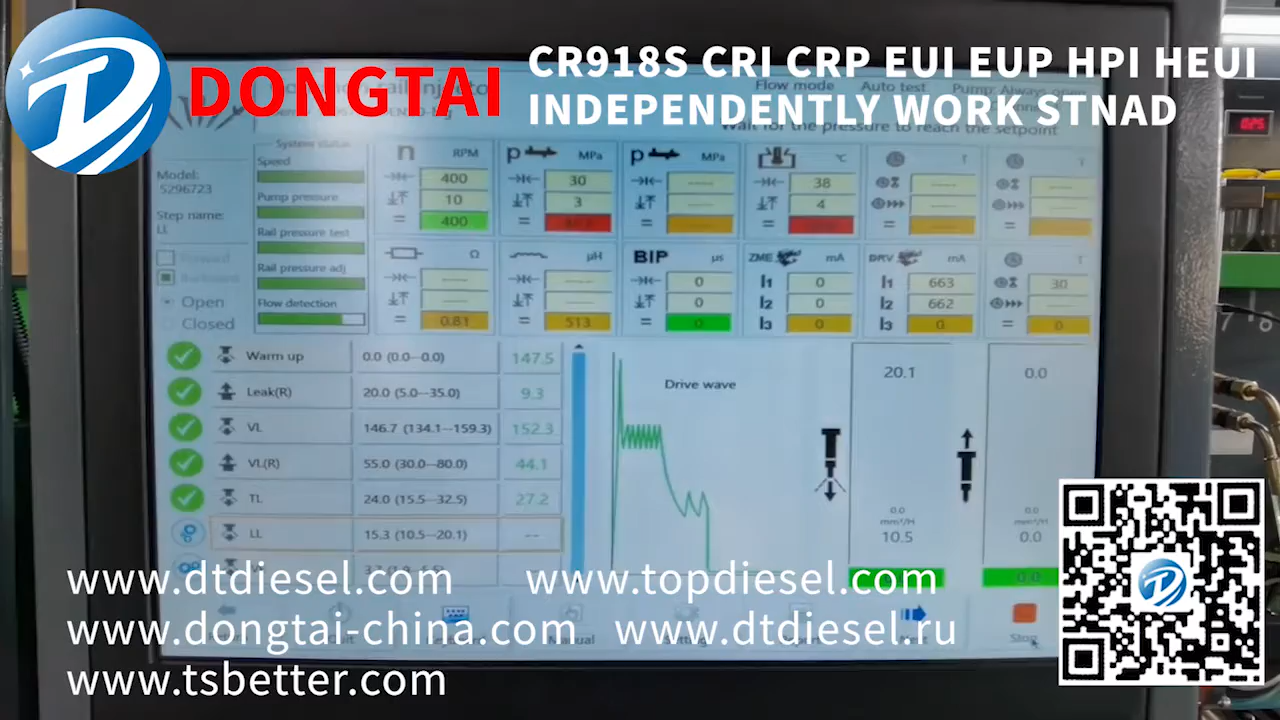 DONGTAI
CR918S CRI CRP EUI EUP HPI HEUI
INDEPENDENTLY WORK STNAD
Flow mode
Auto test
Pump: Always open
Wait for the pressure to reach the setpoint
Model:
5296723
Step name:
LL
Forward
Backward
Open
Closed
System status
Speed
Pump pressure
Rail pressure test
Rail pressure adj
Flow detection
n RPM
400
10
= 400
p MPa
30
3
=
p MPa
----
----
=
℃
38
4
=
T
----
----
=
T
----
----
=
Ω
----
----
= 0.81
μH
----
----
= 513
BIP μs
0
0
= 0
ZME mA
I1 0
I2 0
I3 0
DRV mA
I1 663
I2 662
I3 0
T
30
= 0
Warm up 0.0 (0.0--0.0) 147.5
Leak(R) 20.0 (5.0--35.0) 9.3
VL 146.7 (134.1--159.3) 152.3
VL(R) 55.0 (30.0--80.0) 44.1
TL 24.0 (15.5--32.5) 27.2
LL 15.3 (10.5--20.1) --
Drive wave
20.1
0.0
mm³/H
10.5
0.0
0.0
mm³/H
0.0
0.0
Manual
Stop
www.dtdiesel.com www.topdiesel.com
www.dongtai-china.com www.dtdiesel.ru
www.tsbetter.com